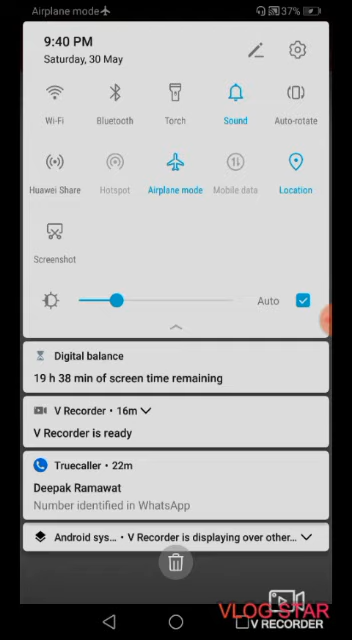 Airplane mode 37%
9:40 PM
Saturday, 30 May
Wi-Fi Bluetooth Torch Sound Auto-rotate
Huawei Share Hotspot Airplane mode Mobile data Location
Screenshot
Auto
Digital balance
19 h 38 min of screen time remaining
V Recorder • 16m
V Recorder is ready
Truecaller • 22m
Deepak Ramawat
Number identified in WhatsApp
Android sys... • V Recorder is displaying over other...
VLOG STAR
V RECORDER